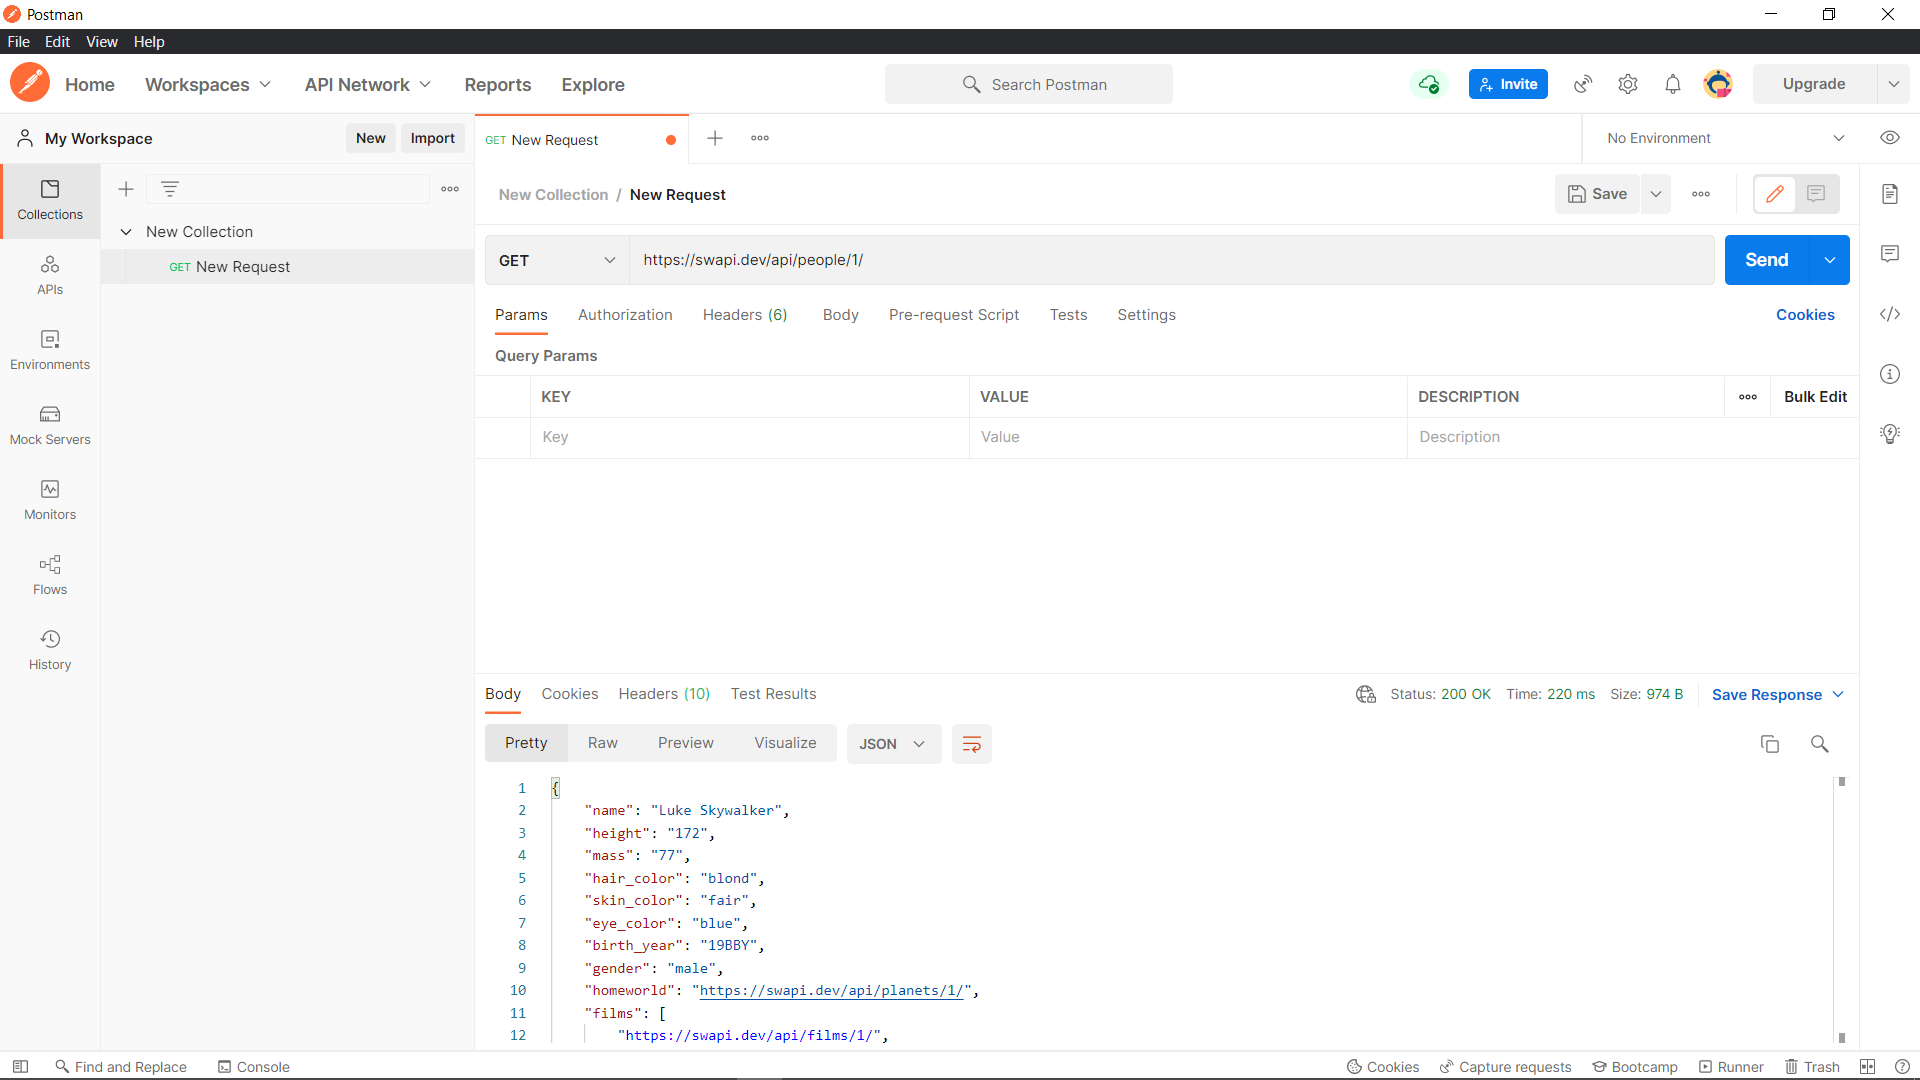 Postman
File Edit View Help
Home Workspaces API Network Reports Explore Search Postman Invite Upgrade
My Workspace New Import GET New Request No Environment
Collections
APIs
Environments
Mock Servers
Monitors
Flows
History
New Collection
GET New Request
New Collection / New Request Save
GET https://swapi.dev/api/people/1/ Send
Params Authorization Headers (6) Body Pre-request Script Tests Settings Cookies
Query Params
KEY VALUE DESCRIPTION Bulk Edit
Key Value Description
Body Cookies Headers (10) Test Results Status: 200 OK Time: 220 ms Size: 974 B Save Response
Pretty Raw Preview Visualize JSON
1 {
2 "name": "Luke Skywalker",
3 "height": "172",
4 "mass": "77",
5 "hair_color": "blond",
6 "skin_color": "fair",
7 "eye_color": "blue",
8 "birth_year": "19BBY",
9 "gender": "male",
10 "homeworld": "https://swapi.dev/api/planets/1/",
11 "films": [
12 "https://swapi.dev/api/films/1/",
Find and Replace Console Cookies Capture requests Bootcamp Runner Trash